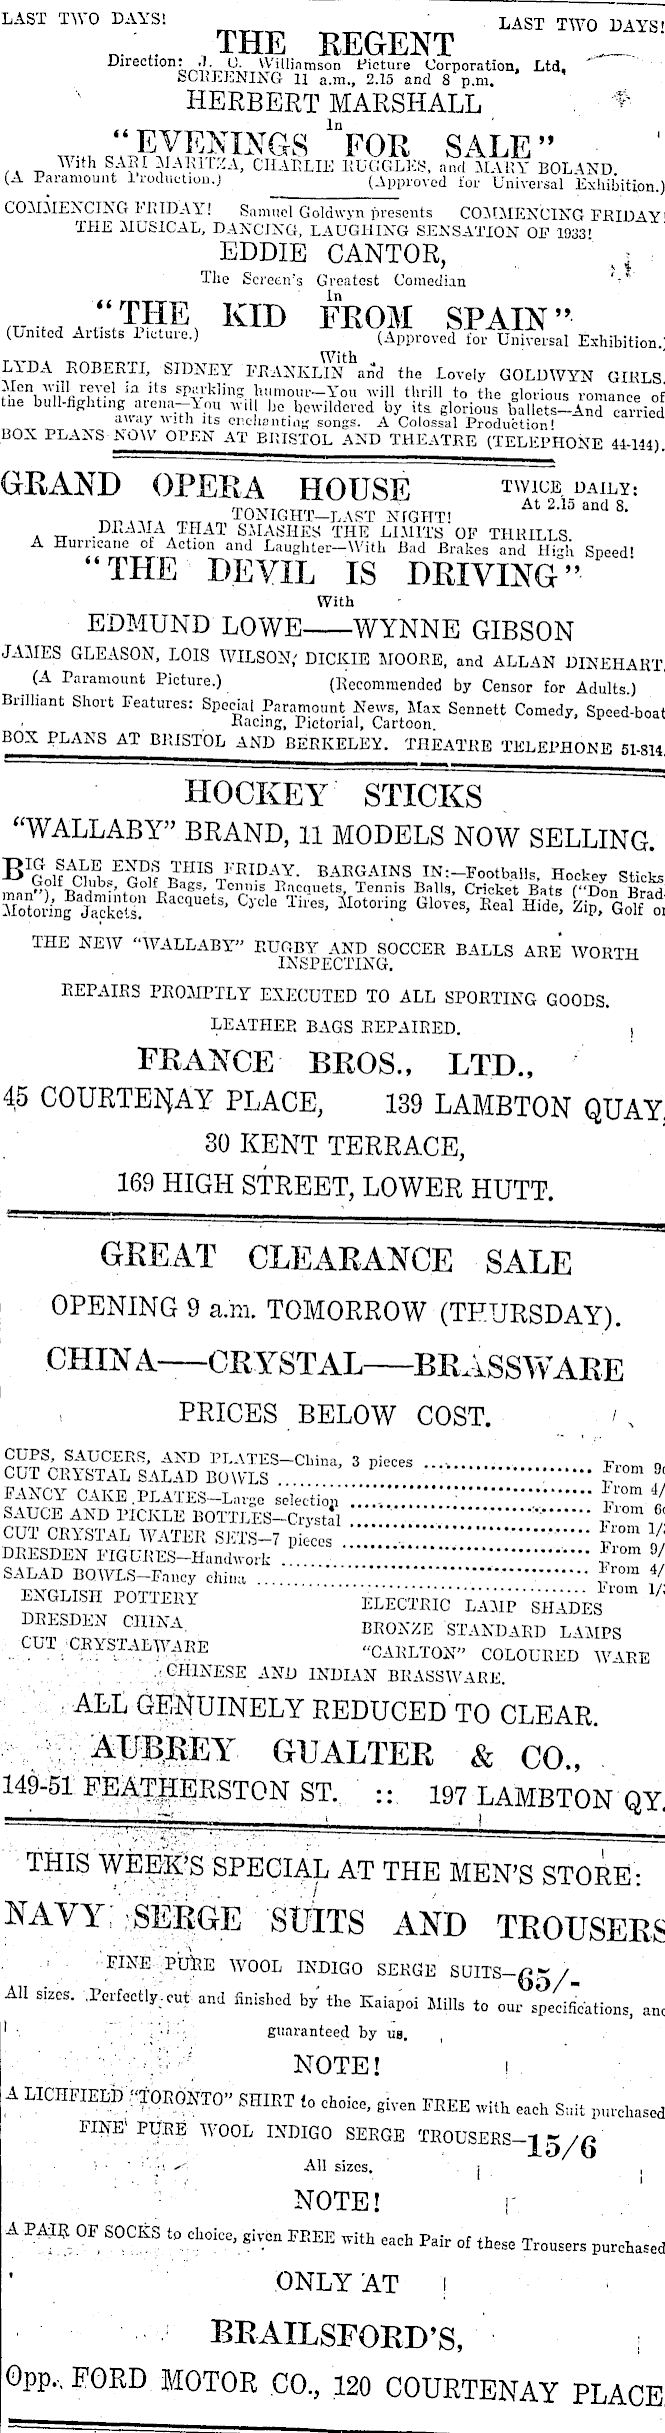 LAST TWO DAYS! LAST TWO DAYS!
THE REGENT
Direction: J. C. Williamson Picture Corporation, Ltd,
SCREENING 11 a.m., 2.15 and 8 p.m.
HERBERT MARSHALL
In
"EVENINGS FOR SALE"
With SARI MARITZA, CHARLIE RUGGLES, and MARY BOLAND.
(A Paramount Production.) (Approved for Universal Exhibition.)
COMMENCING FRIDAY! Samuel Goldwyn presents COMMENCING FRIDAY!
THE MUSICAL, DANCING, LAUGHING SENSATION OF 1933!
EDDIE CANTOR,
The Screen's Greatest Comedian
In
"THE KID FROM SPAIN"
(United Artists Picture.) (Approved for Universal Exhibition.)
With
LYDA ROBERTI, SIDNEY FRANKLIN and the Lovely GOLDWYN GIRLS.
Men will revel in its sparkling humour—You will thrill to the glorious romance of
the bull-fighting arena—You will be bewildered by its glorious ballets—And carried
away with its enchanting songs. A Colossal Production!
BOX PLANS NOW OPEN AT BRISTOL AND THEATRE (TELEPHONE 44-144).
GRAND OPERA HOUSE TWICE DAILY:
At 2.15 and 8.
TONIGHT—LAST NIGHT!
DRAMA THAT SMASHES THE LIMITS OF THRILLS.
A Hurricane of Action and Laughter—With Bad Brakes and High Speed!
"THE DEVIL IS DRIVING"
With
EDMUND LOWE——WYNNE GIBSON
JAMES GLEASON, LOIS WILSON, DICKIE MOORE, and ALLAN DINEHART.
(A Paramount Picture.) (Recommended by Censor for Adults.)
Brilliant Short Features: Special Paramount News, Max Sennett Comedy, Speed-boat
Racing, Pictorial, Cartoon.
BOX PLANS AT BRISTOL AND BERKELEY. THEATRE TELEPHONE 51-814.
HOCKEY STICKS
"WALLABY" BRAND, 11 MODELS NOW SELLING.
BIG SALE ENDS THIS FRIDAY. BARGAINS IN:—Footballs, Hockey Sticks
Golf Clubs, Golf Bags, Tennis Racquets, Tennis Balls, Cricket Bats ("Don Brad-
man"), Badminton Racquets, Cycle Tires, Motoring Gloves, Real Hide, Zip, Golf or
Motoring Jackets.
THE NEW "WALLABY" RUGBY AND SOCCER BALLS ARE WORTH
INSPECTING.
REPAIRS PROMPTLY EXECUTED TO ALL SPORTING GOODS.
LEATHER BAGS REPAIRED.
FRANCE BROS., LTD.,
45 COURTENAY PLACE, 139 LAMBTON QUAY,
30 KENT TERRACE,
169 HIGH STREET, LOWER HUTT.
GREAT CLEARANCE SALE
OPENING 9 a.m. TOMORROW (THURSDAY).
CHINA——CRYSTAL——BRASSWARE
PRICES BELOW COST.
CUPS, SAUCERS, AND PLATES—China, 3 pieces .......... From 9
CUT CRYSTAL SALAD BOWLS .......... From 4/
FANCY CAKE PLATES—Large selection .......... From 6
SAUCE AND PICKLE BOTTLES—Crystal .......... From 1/
CUT CRYSTAL WATER SETS—7 pieces .......... From 9/
DRESDEN FIGURES—Handwork .......... From 4/
SALAD BOWLS—Fancy china .......... From 1/
ENGLISH POTTERY ELECTRIC LAMP SHADES
DRESDEN CHINA BRONZE STANDARD LAMPS
CUT CRYSTALWARE "CARLTON" COLOURED WARE
CHINESE AND INDIAN BRASSWARE.
ALL GENUINELY REDUCED TO CLEAR.
AUBREY GUALTER & CO.,
149-51 FEATHERSTON ST. :: 197 LAMBTON QY.
THIS WEEK'S SPECIAL AT THE MEN'S STORE:
NAVY SERGE SUITS AND TROUSERS
FINE PURE WOOL INDIGO SERGE SUITS—65/-
All sizes. Perfectly cut and finished by the Kaiapoi Mills to our specifications, and
guaranteed by us.
NOTE!
A LICHFIELD "TORONTO" SHIRT to choice, given FREE with each Suit purchased
FINE PURE WOOL INDIGO SERGE TROUSERS—15/6
All sizes.
NOTE!
A PAIR OF SOCKS to choice, given FREE with each Pair of these Trousers purchased
ONLY AT
BRAILSFORD'S,
Opp. FORD MOTOR CO., 120 COURTENAY PLACE